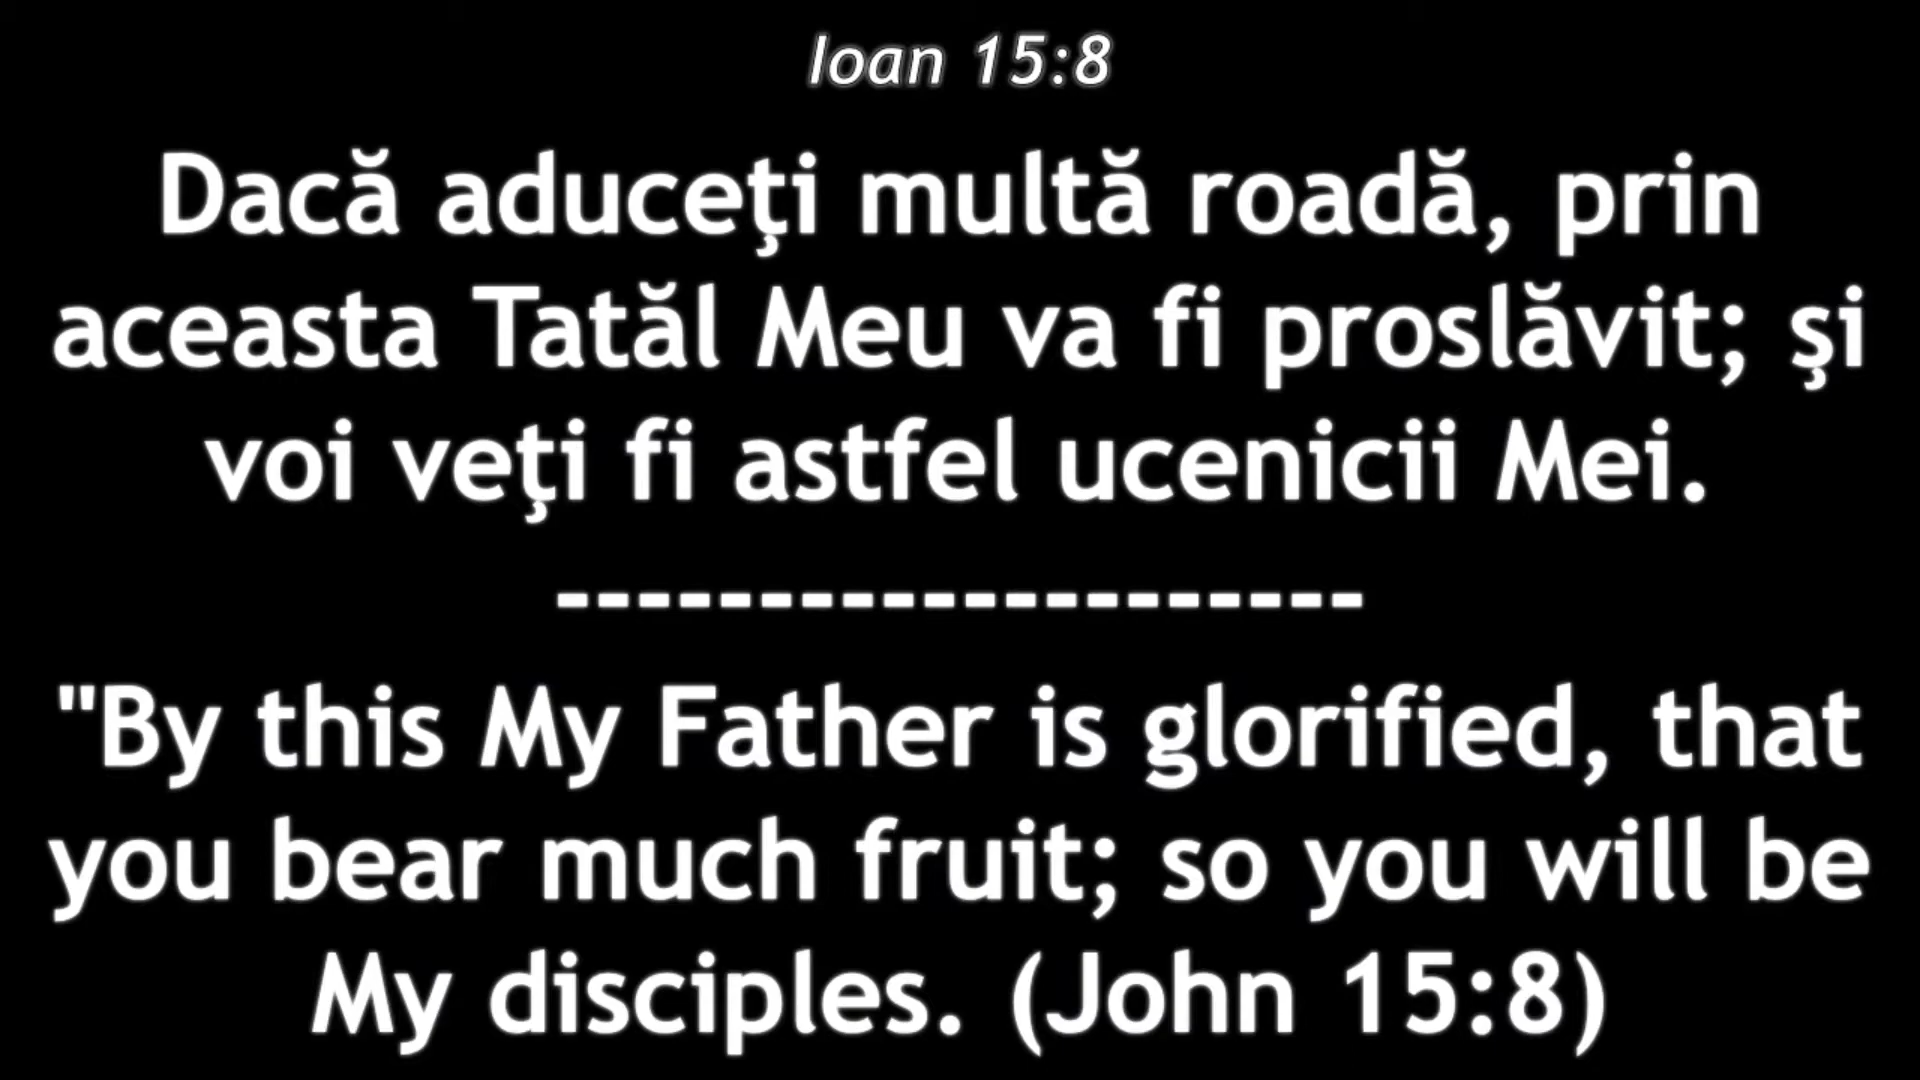 Ioan 15:8
Dacă aduceţi multă roadă, prin
aceasta Tatăl Meu va fi proslăvit; şi
voi veţi fi astfel ucenicii Mei.
--------------------
"By this My Father is glorified, that
you bear much fruit; so you will be
My disciples. (John 15:8)